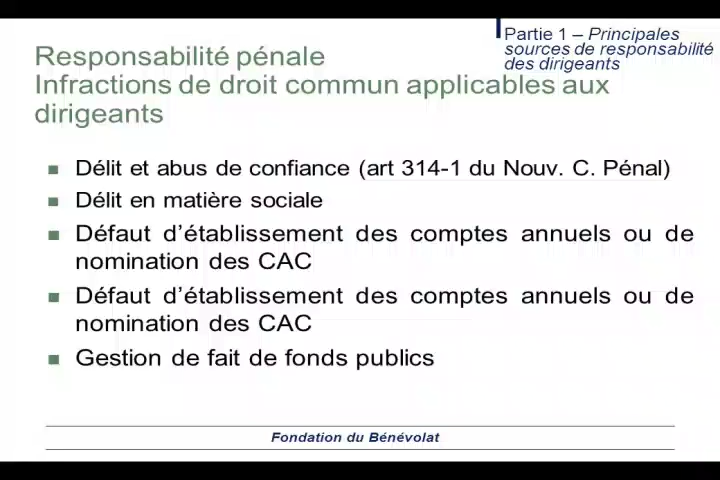 Partie 1 – Principales
sources de responsabilité
des dirigeants
Responsabilité pénale
Infractions de droit commun applicables aux
dirigeants
Délit et abus de confiance (art 314-1 du Nouv. C. Pénal)
Délit en matière sociale
Défaut d’établissement des comptes annuels ou de
nomination des CAC
Défaut d’établissement des comptes annuels ou de
nomination des CAC
Gestion de fait de fonds publics
Fondation du Bénévolat